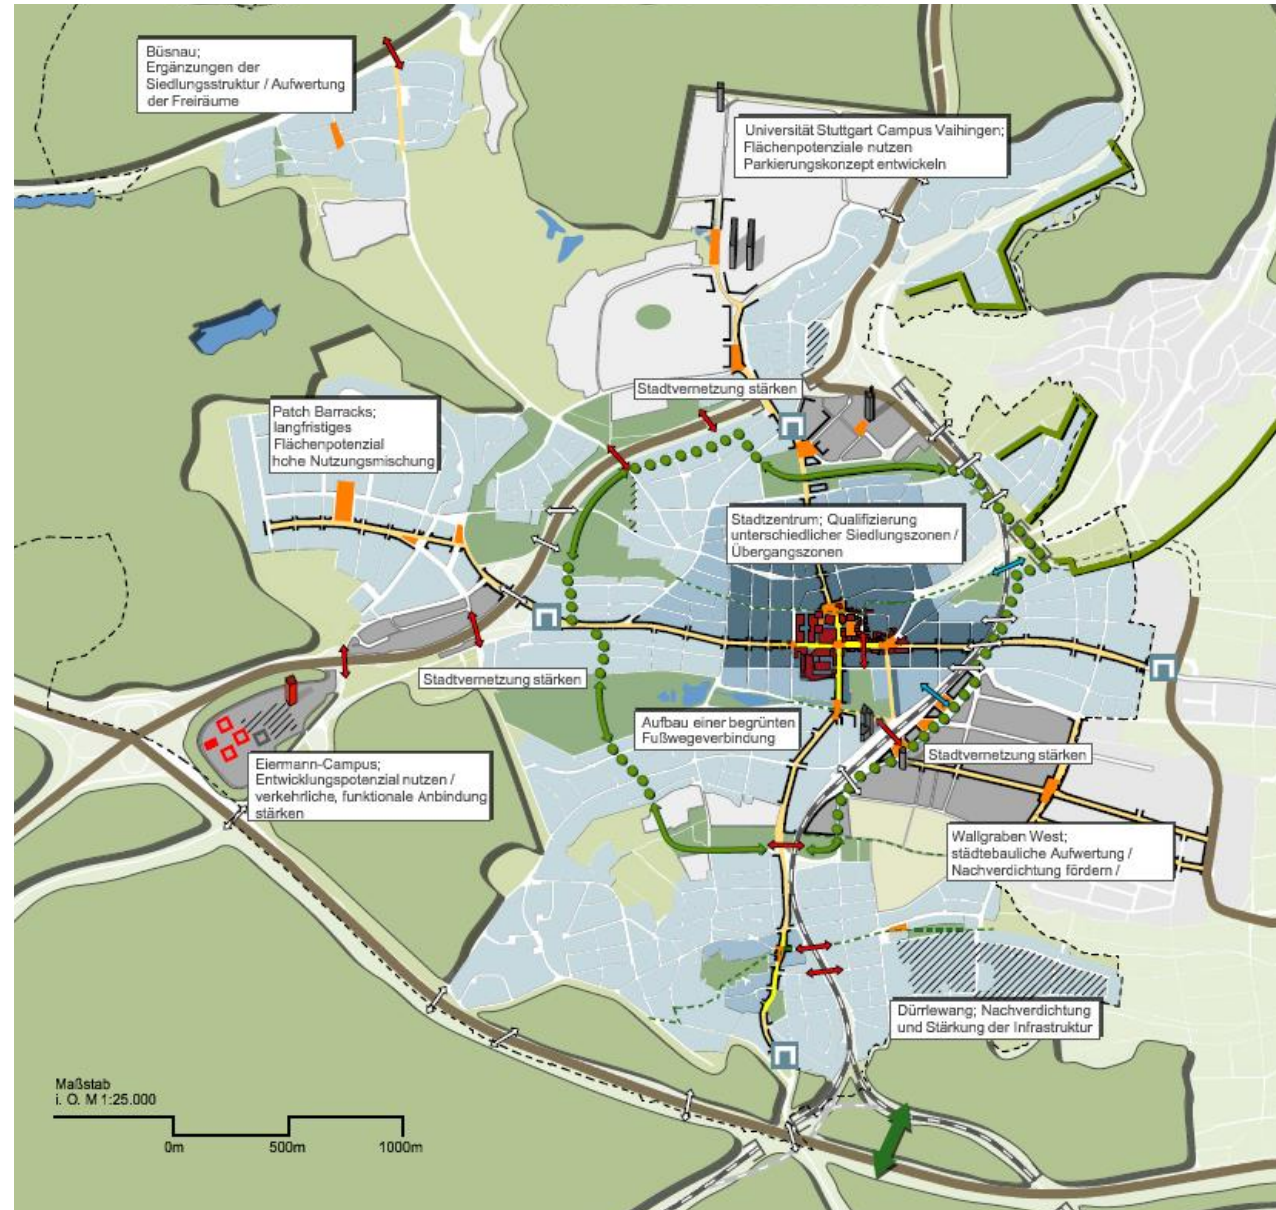 Büsnau;
Ergänzungen der
Siedlungsstruktur / Aufwertung
der Freiräume
Universität Stuttgart Campus Vaihingen;
Flächenpotenziale nutzen
Parkierungskonzept entwickeln
Stadtvernetzung stärken
Patch Barracks;
langfristiges
Flächenpotenzial
hohe Nutzungsmischung
Stadtzentrum; Qualifizierung
unterschiedlicher Siedlungszonen /
Übergangszonen
Stadtvernetzung stärken
Aufbau einer begrünten
Fußwegeverbindung
Stadtvernetzung stärken
Eiermann-Campus;
Entwicklungspotenzial nutzen /
verkehrliche, funktionale Anbindung
stärken
Wallgraben West;
städtebauliche Aufwertung /
Nachverdichtung fördern /
Dürrlewang; Nachverdichtung
und Stärkung der Infrastruktur
Maßstab
i. O. M 1:25.000
0m 500m 1000m